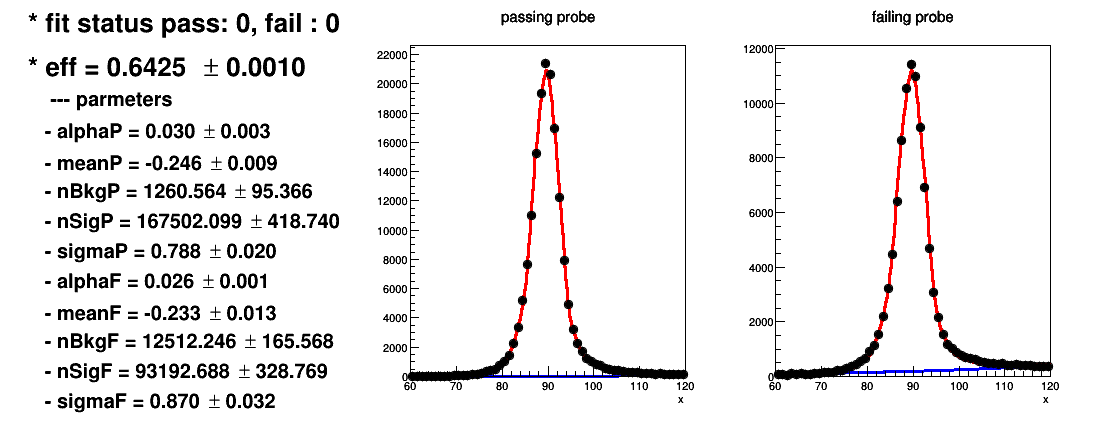 * fit status pass: 0, fail : 0
* eff = 0.6425 ± 0.0010
--- parmeters
- alphaP = 0.030 ± 0.003
- meanP = -0.246 ± 0.009
- nBkgP = 1260.564 ± 95.366
- nSigP = 167502.099 ± 418.740
- sigmaP = 0.788 ± 0.020
- alphaF = 0.026 ± 0.001
- meanF = -0.233 ± 0.013
- nBkgF = 12512.246 ± 165.568
- nSigF = 93192.688 ± 328.769
- sigmaF = 0.870 ± 0.032
passing probe
22000
20000
18000
16000
14000
12000
10000
8000
6000
4000
2000
0
60 70 80 90 100 110 120
x
failing probe
12000
10000
8000
6000
4000
2000
0
60 70 80 90 100 110 120
x